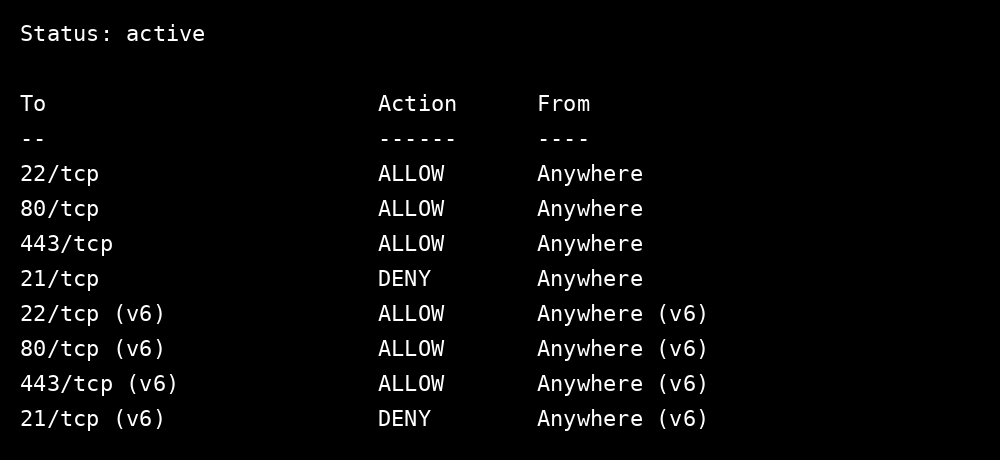 Status: active

To                         Action      From
--                         ------      ----
22/tcp                     ALLOW       Anywhere
80/tcp                     ALLOW       Anywhere
443/tcp                    ALLOW       Anywhere
21/tcp                     DENY        Anywhere
22/tcp (v6)                ALLOW       Anywhere (v6)
80/tcp (v6)                ALLOW       Anywhere (v6)
443/tcp (v6)               ALLOW       Anywhere (v6)
21/tcp (v6)                DENY        Anywhere (v6)